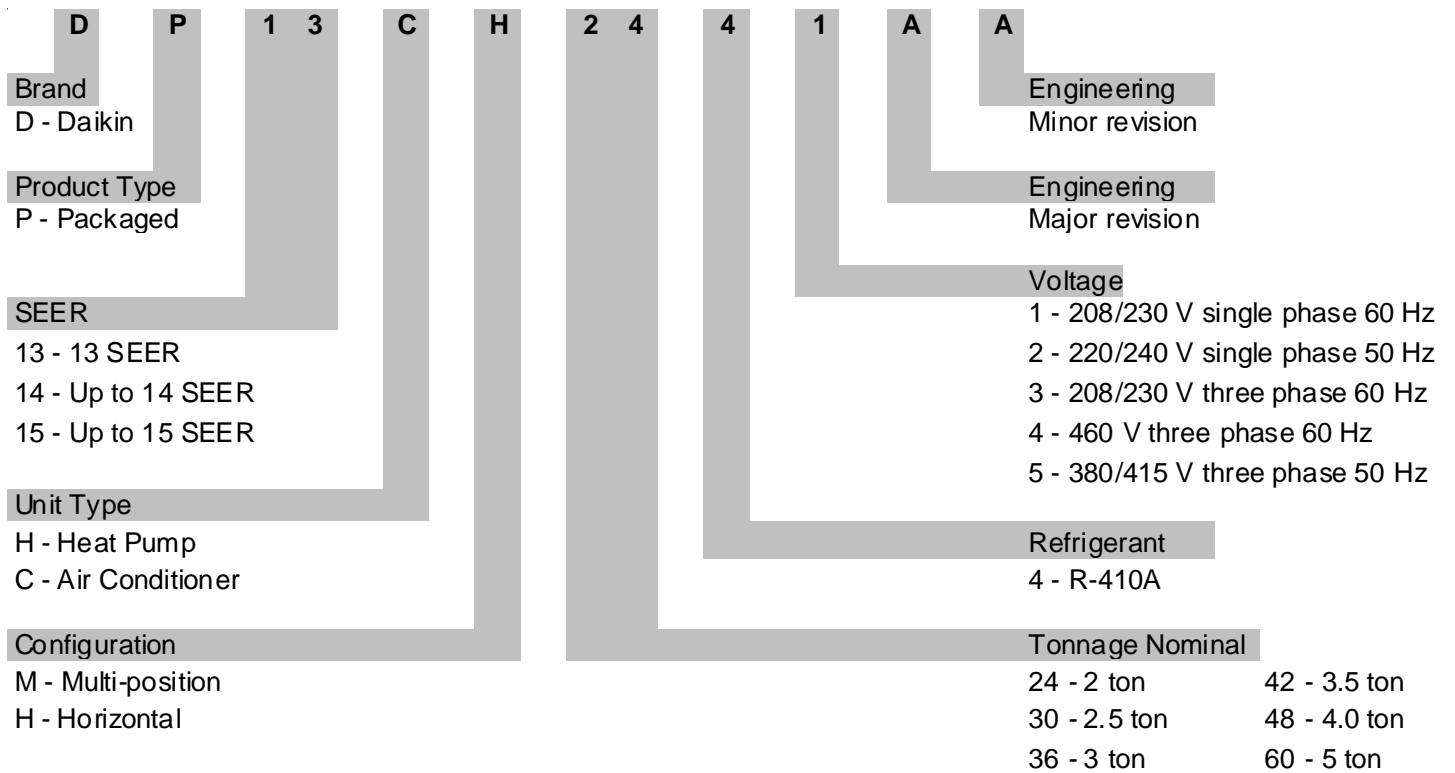 D P 1 3 C H 2 4 4 1 A A
Brand
D - Daikin
Product Type
P - Packaged
SEER
13 - 13 SEER
14 - Up to 14 SEER
15 - Up to 15 SEER
Unit Type
H - Heat Pump
C - Air Conditioner
Configuration
M - Multi-position
H - Horizontal
Engineering
Minor revision
Engineering
Major revision
Voltage
1 - 208/230 V single phase 60 Hz
2 - 220/240 V single phase 50 Hz
3 - 208/230 V three phase 60 Hz
4 - 460 V three phase 60 Hz
5 - 380/415 V three phase 50 Hz
Refrigerant
4 - R-410A
Tonnage Nominal
24 - 2 ton 42 - 3.5 ton
30 - 2.5 ton 48 - 4.0 ton
36 - 3 ton 60 - 5 ton